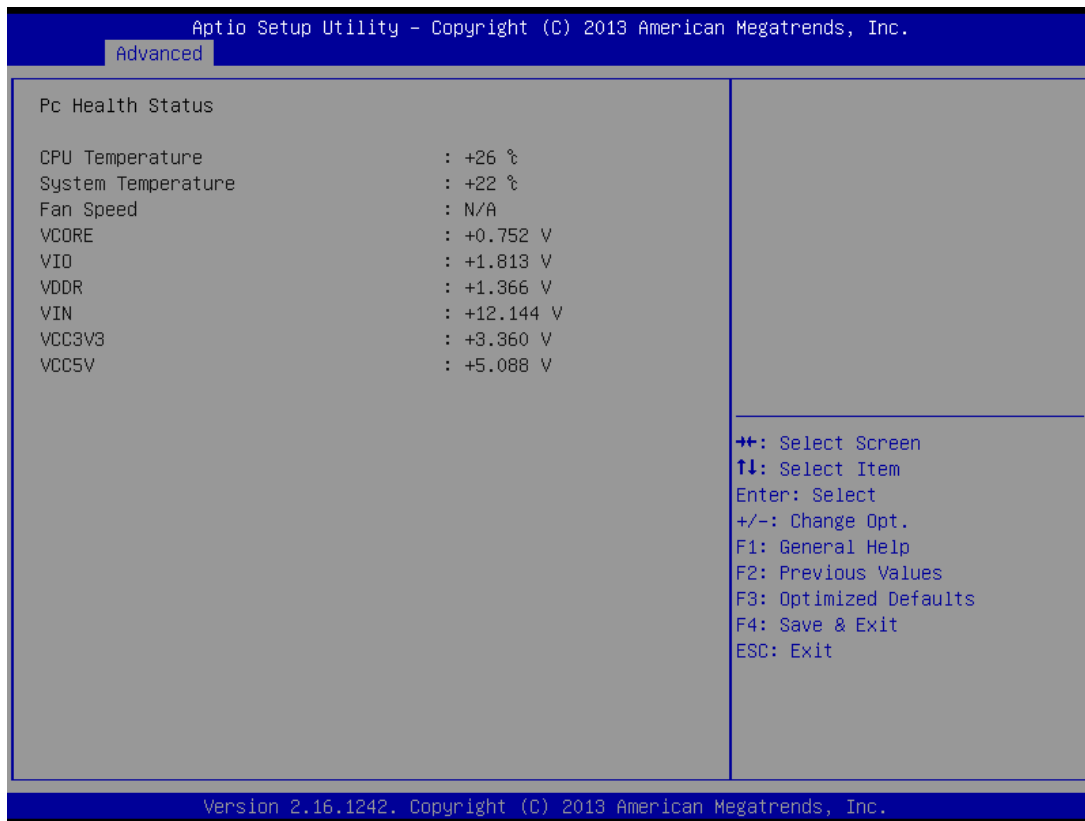 Aptio Setup Utility – Copyright (C) 2013 American Megatrends, Inc.
Advanced
Pc Health Status
CPU Temperature : +26 ℃
System Temperature : +22 ℃
Fan Speed : N/A
VCORE : +0.752 V
VIO : +1.813 V
VDDR : +1.366 V
VIN : +12.144 V
VCC3V3 : +3.360 V
VCC5V : +5.088 V
→←: Select Screen
↑↓: Select Item
Enter: Select
+/-: Change Opt.
F1: General Help
F2: Previous Values
F3: Optimized Defaults
F4: Save & Exit
ESC: Exit
Version 2.16.1242. Copyright (C) 2013 American Megatrends, Inc.